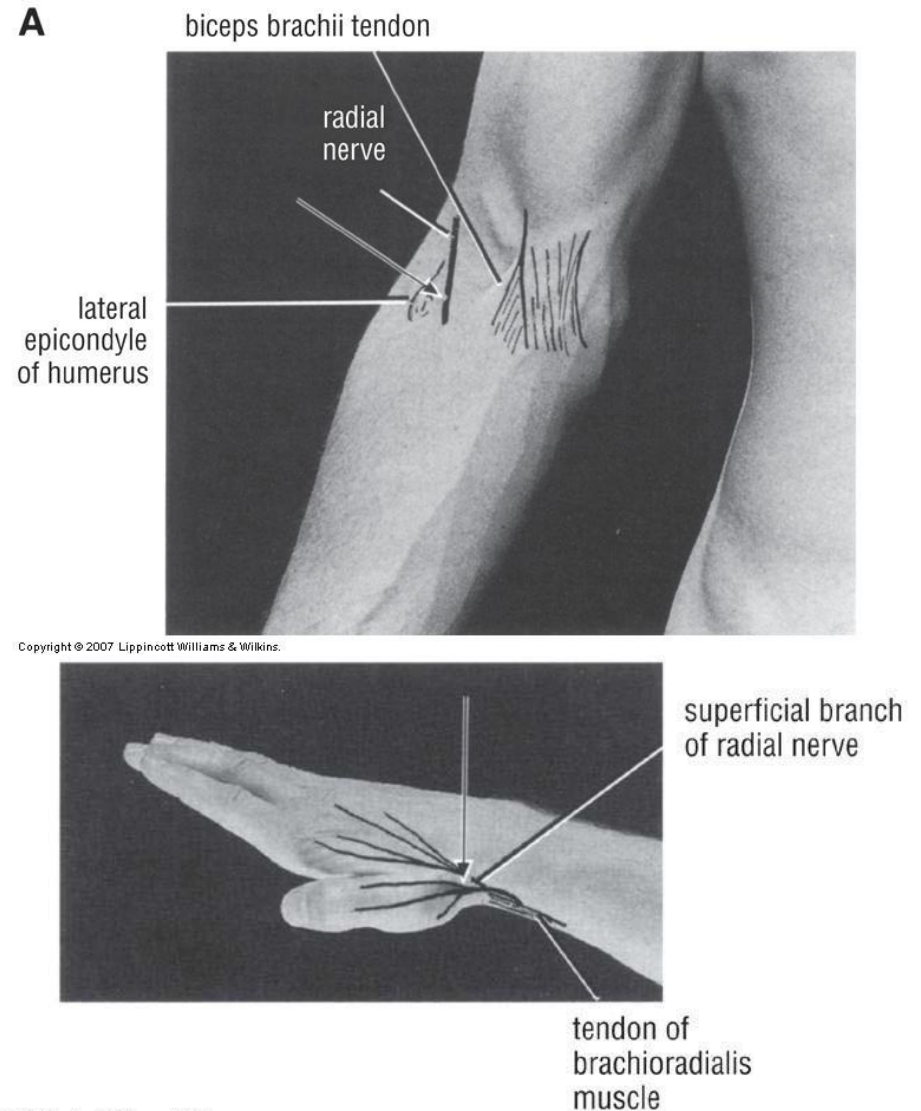 A
biceps brachii tendon
radial
nerve
lateral
epicondyle
of humerus
Copyright © 2007 Lippincott Williams & Wilkins.
superficial branch
of radial nerve
tendon of
brachioradialis
muscle